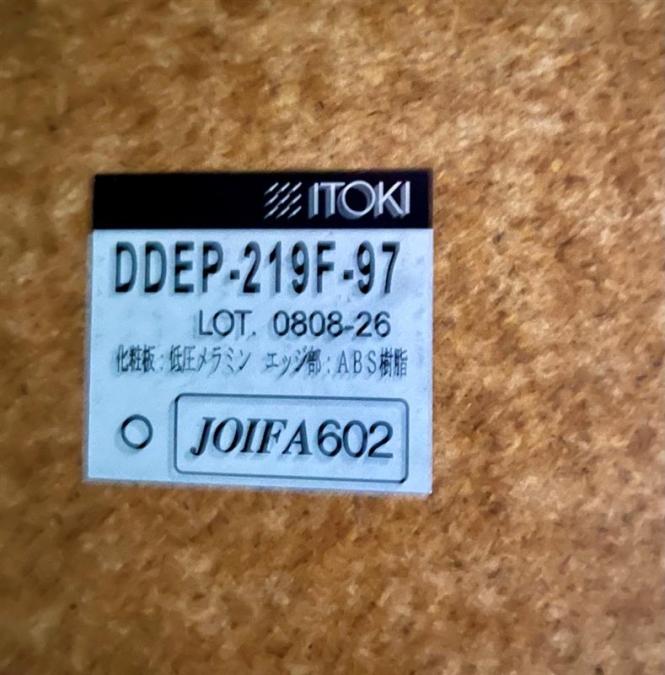 ITOKI
DDEP-219F-97
LOT. 0808-26
化粧板：低圧メラミン エッジ部：ABS樹脂
JOIFA602